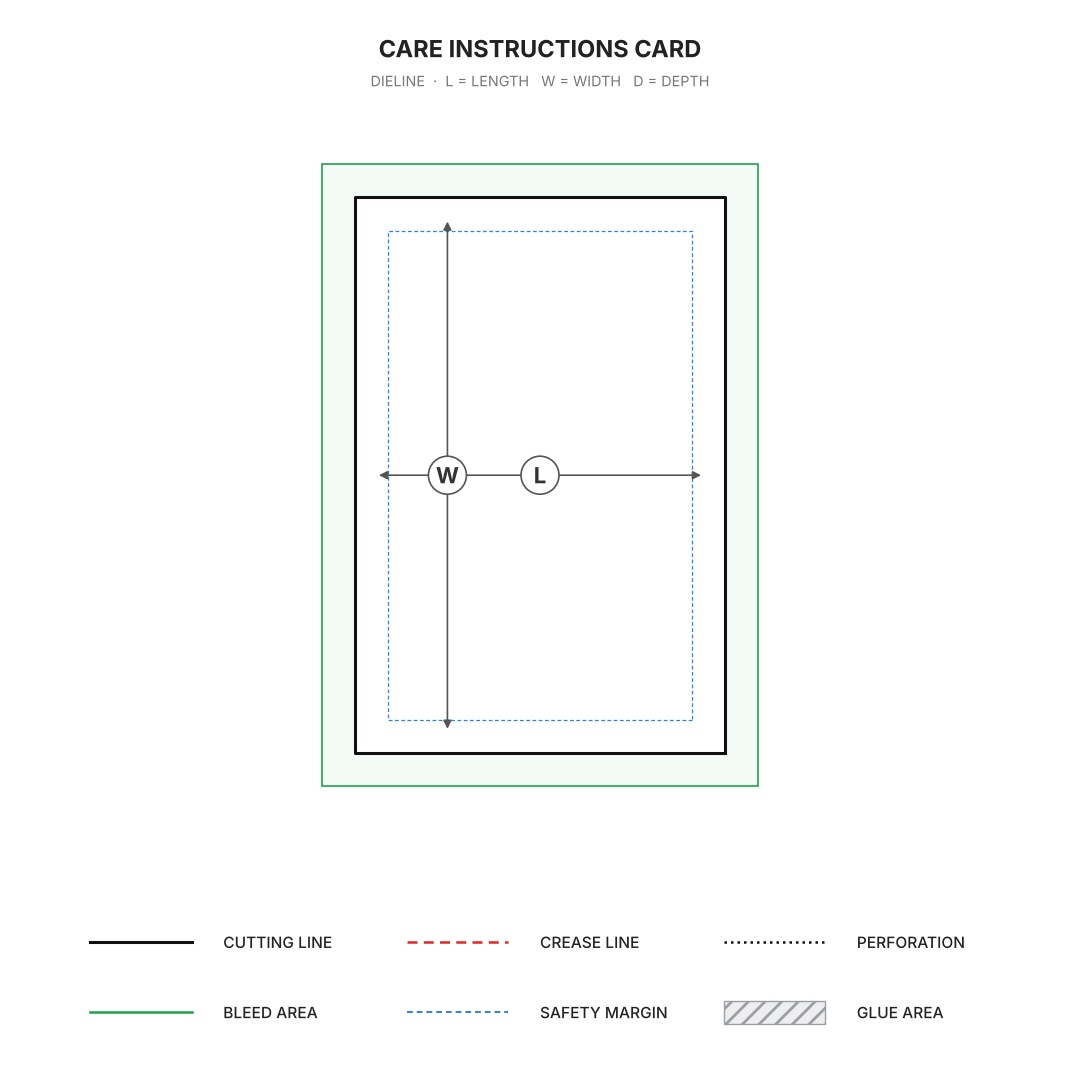 CARE INSTRUCTIONS CARD
DIELINE · L = LENGTH W = WIDTH D = DEPTH
W L
CUTTING LINE CREASE LINE PERFORATION
BLEED AREA SAFETY MARGIN GLUE AREA